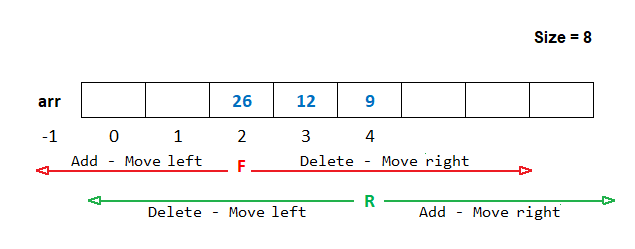 Size = 8
arr 26 12 9
-1 0 1 2 3 4
Add - Move left F Delete - Move right
Delete - Move left R Add - Move right